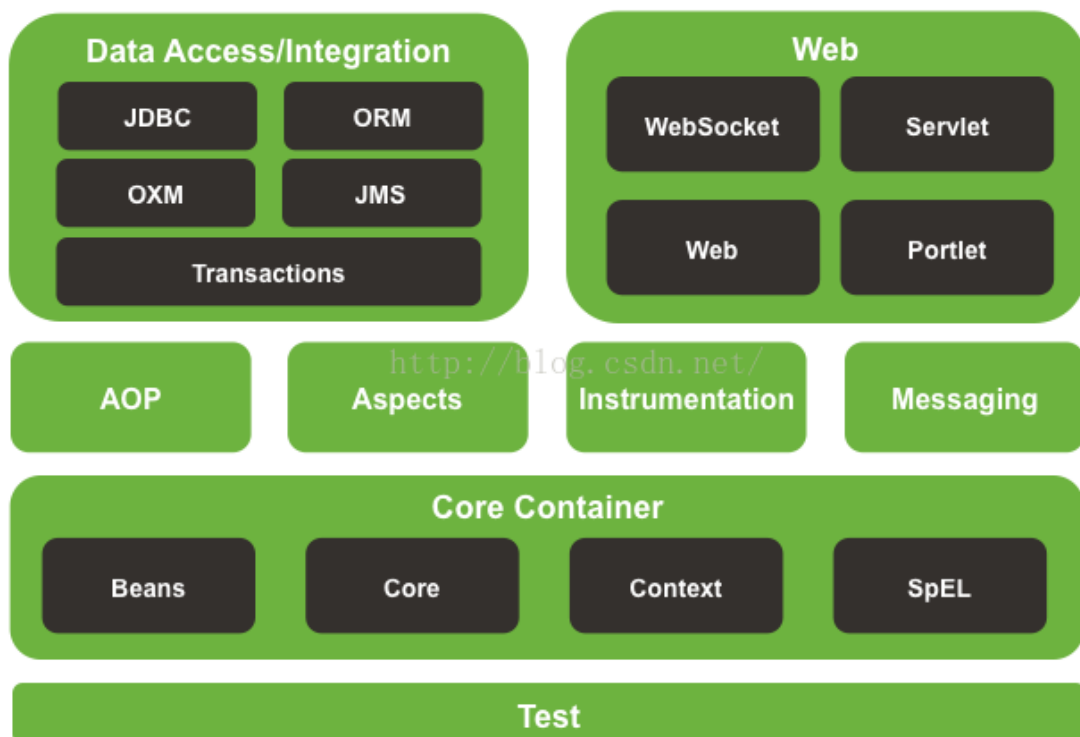 Data Access/Integration
Web
JDBC
ORM
WebSocket
Servlet
OXM
JMS
Web
Portlet
Transactions
http://blog.csdn.net/
AOP
Aspects
Instrumentation
Messaging
Core Container
Beans
Core
Context
SpEL
Test